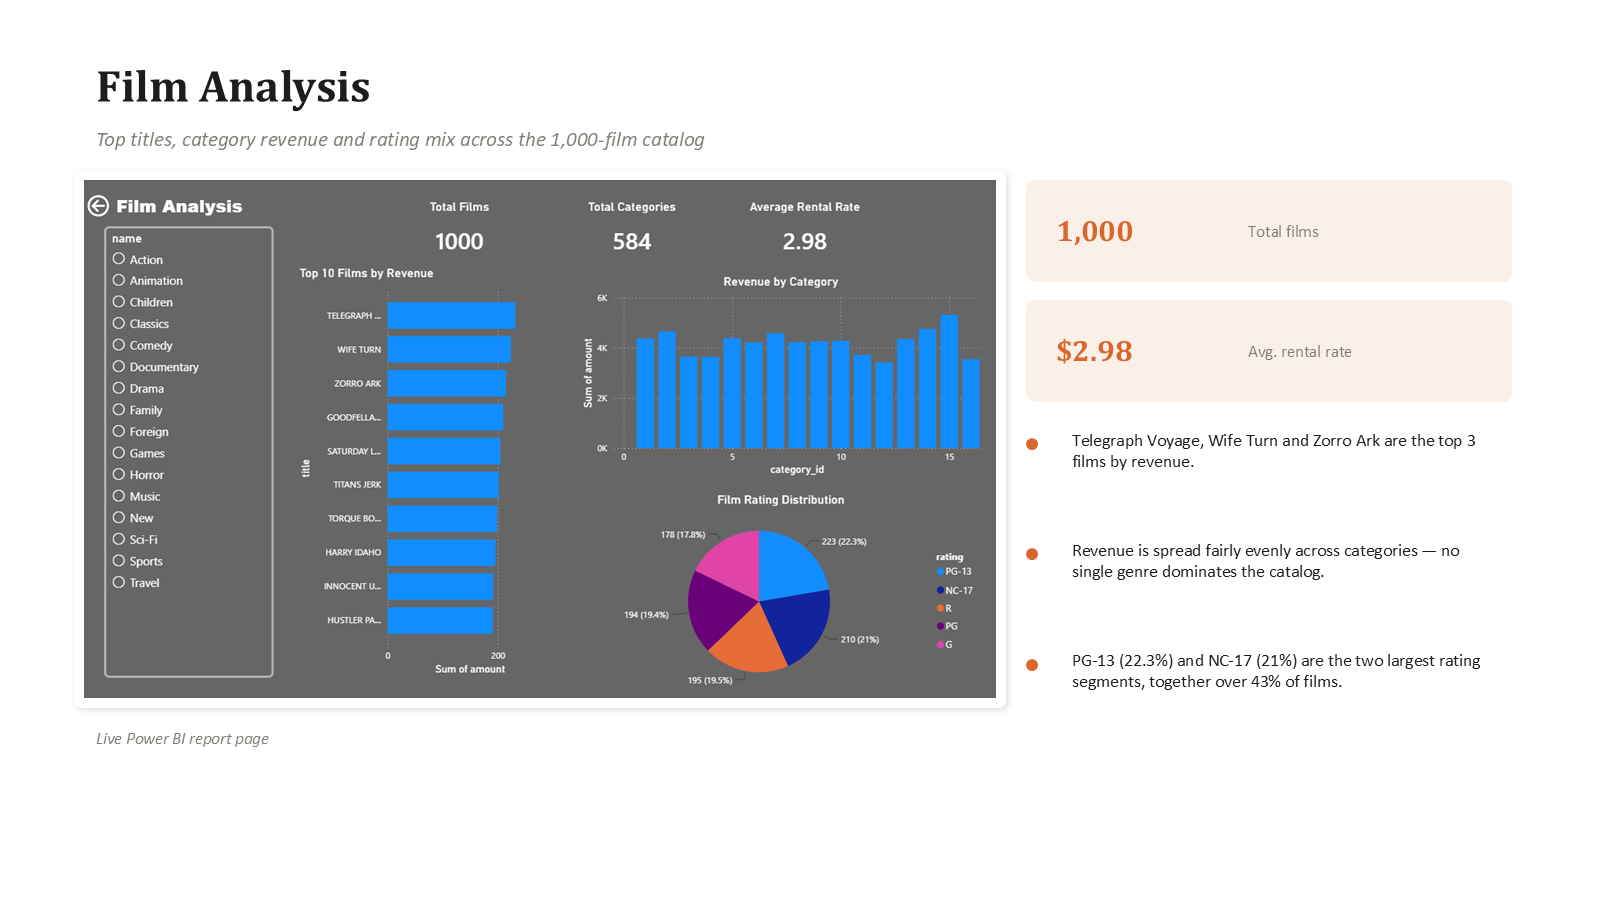 Film Analysis
Top titles, category revenue and rating mix across the 1,000-film catalog
Film Analysis
name
Action
Animation
Children
Classics
Comedy
Documentary
Drama
Family
Foreign
Games
Horror
Music
New
Sci-Fi
Sports
Travel
Total Films
1000
Total Categories
584
Average Rental Rate
2.98
Top 10 Films by Revenue
title
TELEGRAPH ...
WIFE TURN
ZORRO ARK
GOODFELLA...
SATURDAY L...
TITANS JERK
TORQUE BO...
HARRY IDAHO
INNOCENT U...
HUSTLER PA...
0 200
Sum of amount
Revenue by Category
Sum of amount
6K
4K
2K
0K
0 5 10 15
category_id
Film Rating Distribution
178 (17.8%)
223 (22.3%)
194 (19.4%)
210 (21%)
195 (19.5%)
rating
PG-13
NC-17
R
PG
G
Live Power BI report page
1,000 Total films
$2.98 Avg. rental rate
Telegraph Voyage, Wife Turn and Zorro Ark are the top 3
films by revenue.
Revenue is spread fairly evenly across categories — no
single genre dominates the catalog.
PG-13 (22.3%) and NC-17 (21%) are the two largest rating
segments, together over 43% of films.